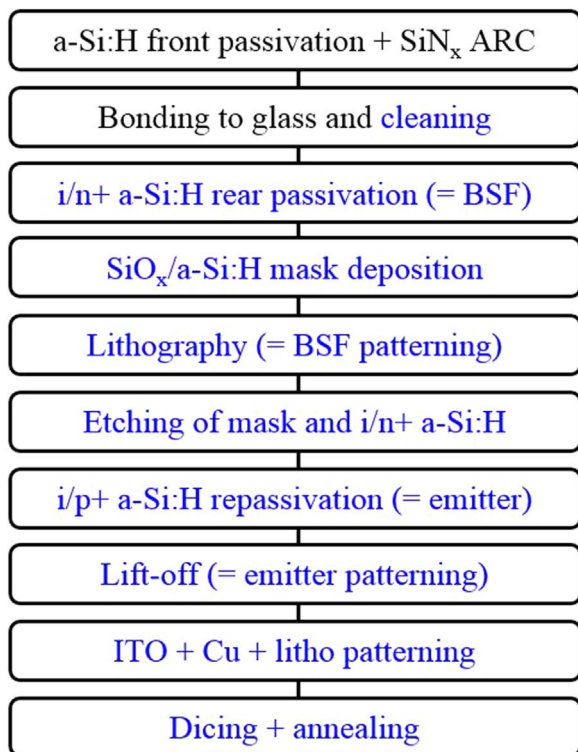 a-Si:H front passivation + SiNx ARC
Bonding to glass and cleaning
i/n+ a-Si:H rear passivation (= BSF)
SiOx/a-Si:H mask deposition
Lithography (= BSF patterning)
Etching of mask and i/n+ a-Si:H
i/p+ a-Si:H repassivation (= emitter)
Lift-off (= emitter patterning)
ITO + Cu + litho patterning
Dicing + annealing